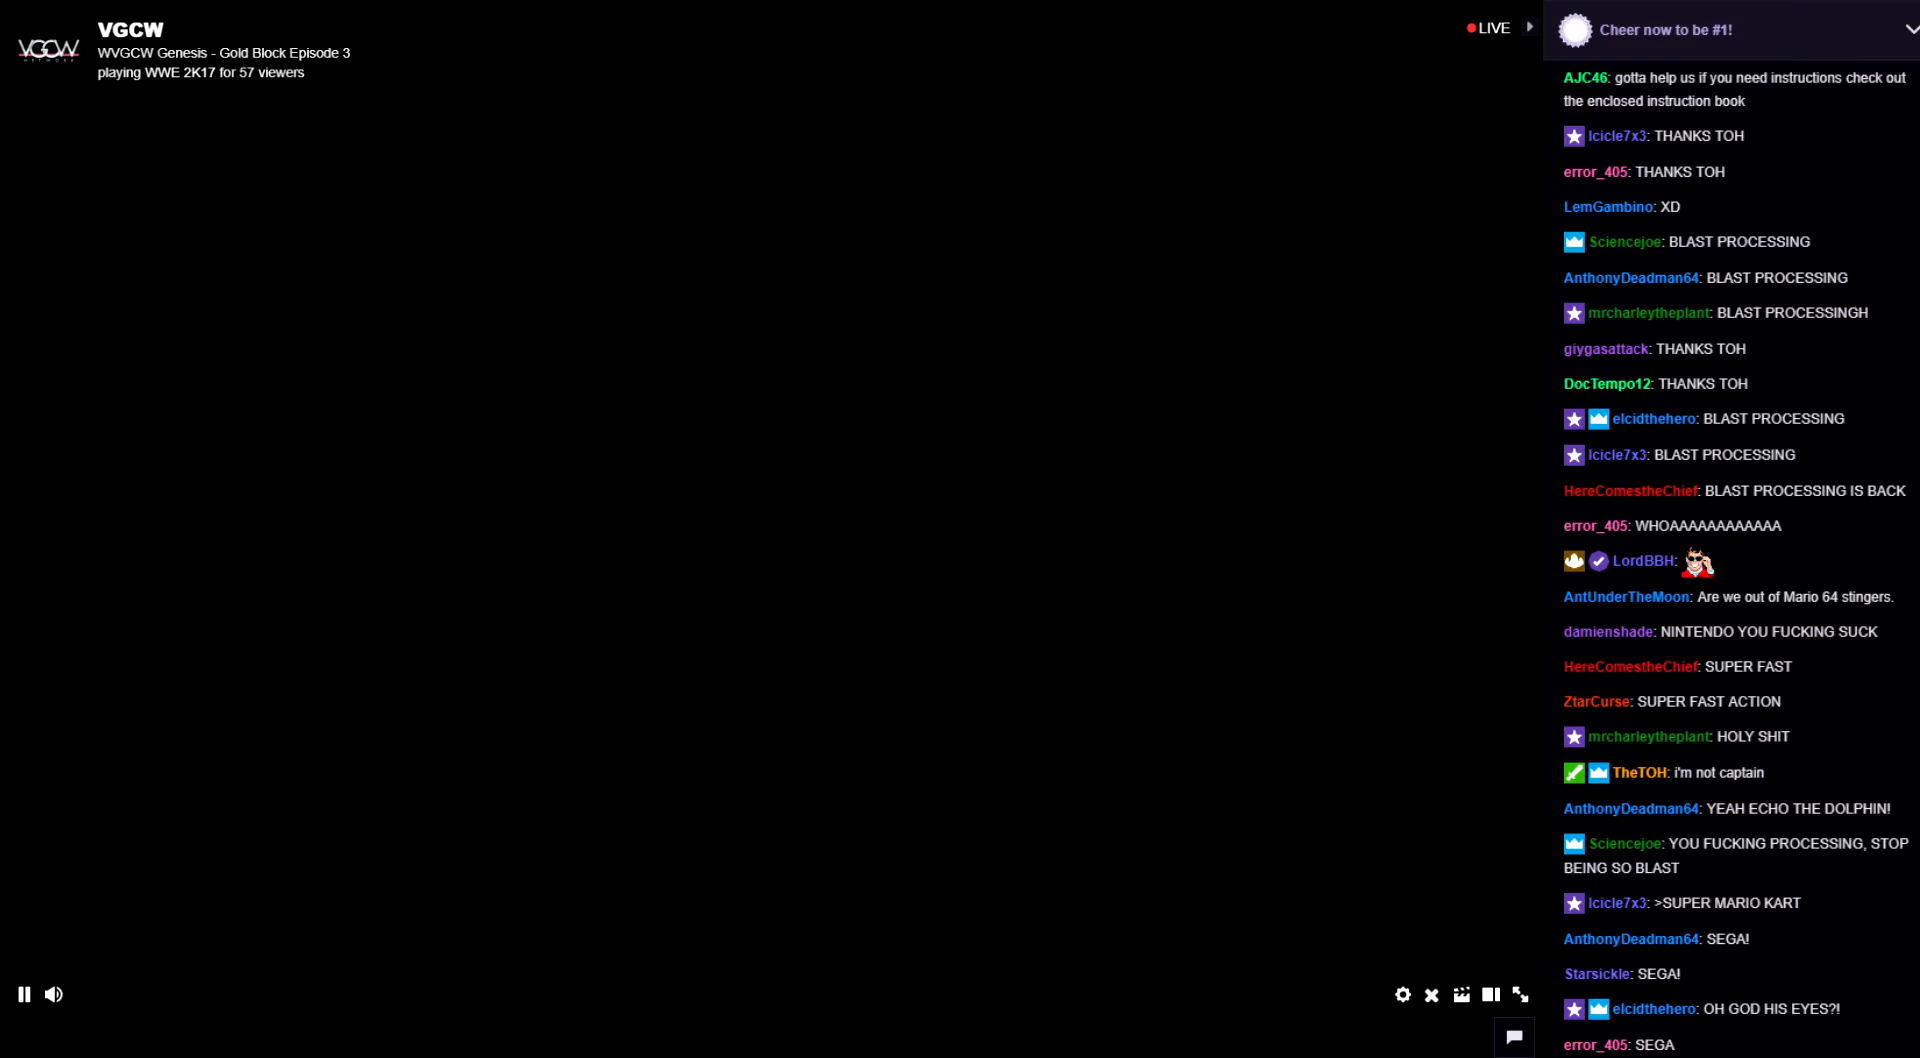 VGCW
NETWORK
VGCW
WVGCW Genesis - Gold Block Episode 3
playing WWE 2K17 for 57 viewers
LIVE
Cheer now to be #1!
AJC46: gotta help us if you need instructions check out
the enclosed instruction book
Icicle7x3: THANKS TOH
error_405: THANKS TOH
LemGambino: XD
Sciencejoe: BLAST PROCESSING
AnthonyDeadman64: BLAST PROCESSING
mrcharleytheplant: BLAST PROCESSINGH
giygasattack: THANKS TOH
DocTempo12: THANKS TOH
elcidthehero: BLAST PROCESSING
Icicle7x3: BLAST PROCESSING
HereComestheChief: BLAST PROCESSING IS BACK
error_405: WHOAAAAAAAAAAAA
LordBBH:
AntUnderTheMoon: Are we out of Mario 64 stingers.
damienshade: NINTENDO YOU FUCKING SUCK
HereComestheChief: SUPER FAST
ZtarCurse: SUPER FAST ACTION
mrcharleytheplant: HOLY SHIT
TheTOH: i'm not captain
AnthonyDeadman64: YEAH ECHO THE DOLPHIN!
Sciencejoe: YOU FUCKING PROCESSING, STOP
BEING SO BLAST
Icicle7x3: >SUPER MARIO KART
AnthonyDeadman64: SEGA!
Starsickle: SEGA!
elcidthehero: OH GOD HIS EYES?!
error_405: SEGA